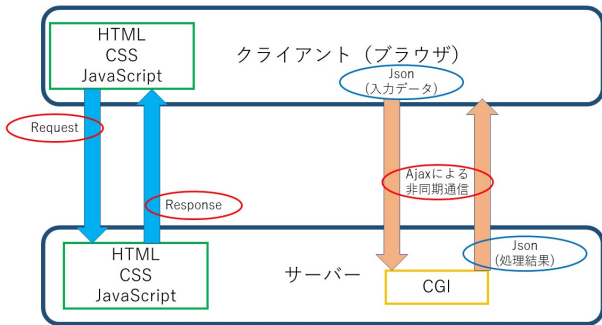 HTML
CSS
JavaScript
クライアント（ブラウザ）
Json
(入力データ)
Request
Ajaxによる
非同期通信
Response
HTML
CSS
JavaScript
サーバー
CGI
Json
(処理結果)